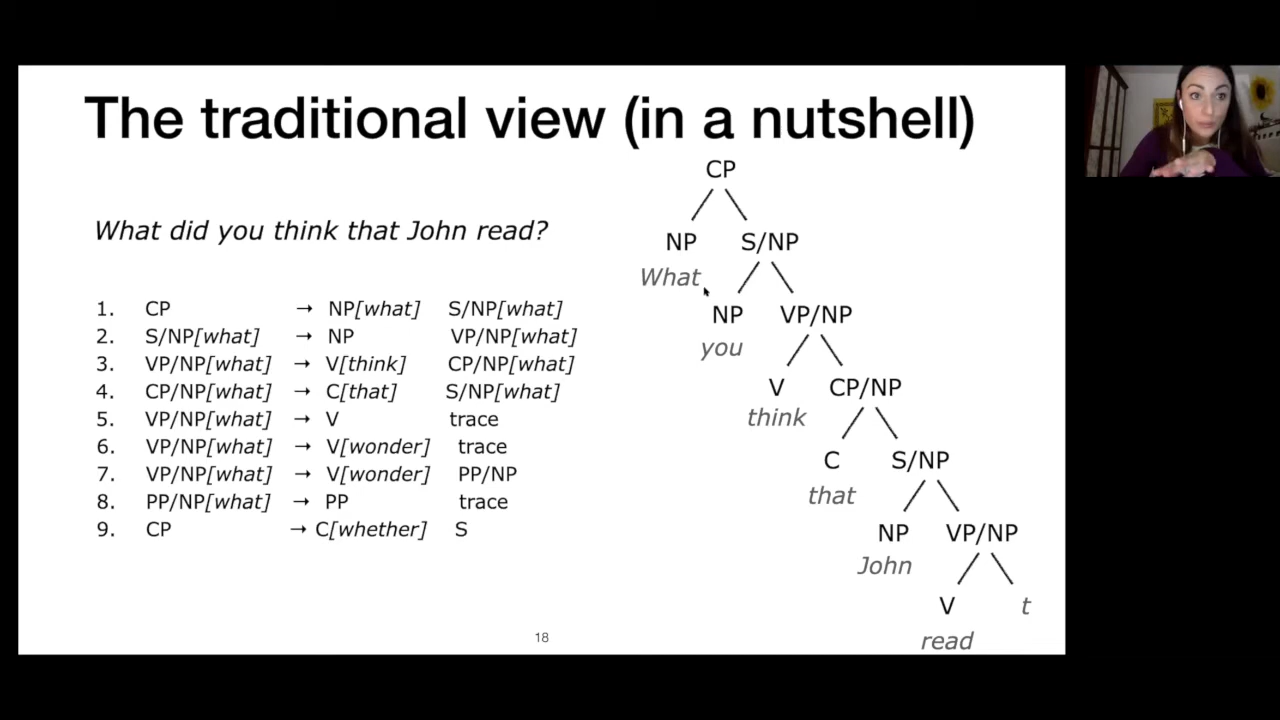 The traditional view (in a nutshell)
What did you think that John read?
1. CP → NP[what] S/NP[what]
2. S/NP[what] → NP VP/NP[what]
3. VP/NP[what] → V[think] CP/NP[what]
4. CP/NP[what] → C[that] S/NP[what]
5. VP/NP[what] → V trace
6. VP/NP[what] → V[wonder] trace
7. VP/NP[what] → V[wonder] PP/NP
8. PP/NP[what] → PP trace
9. CP → C[whether] S
CP
NP S/NP
What
NP VP/NP
you
V CP/NP
think
C S/NP
that
NP VP/NP
John
V t
read
18